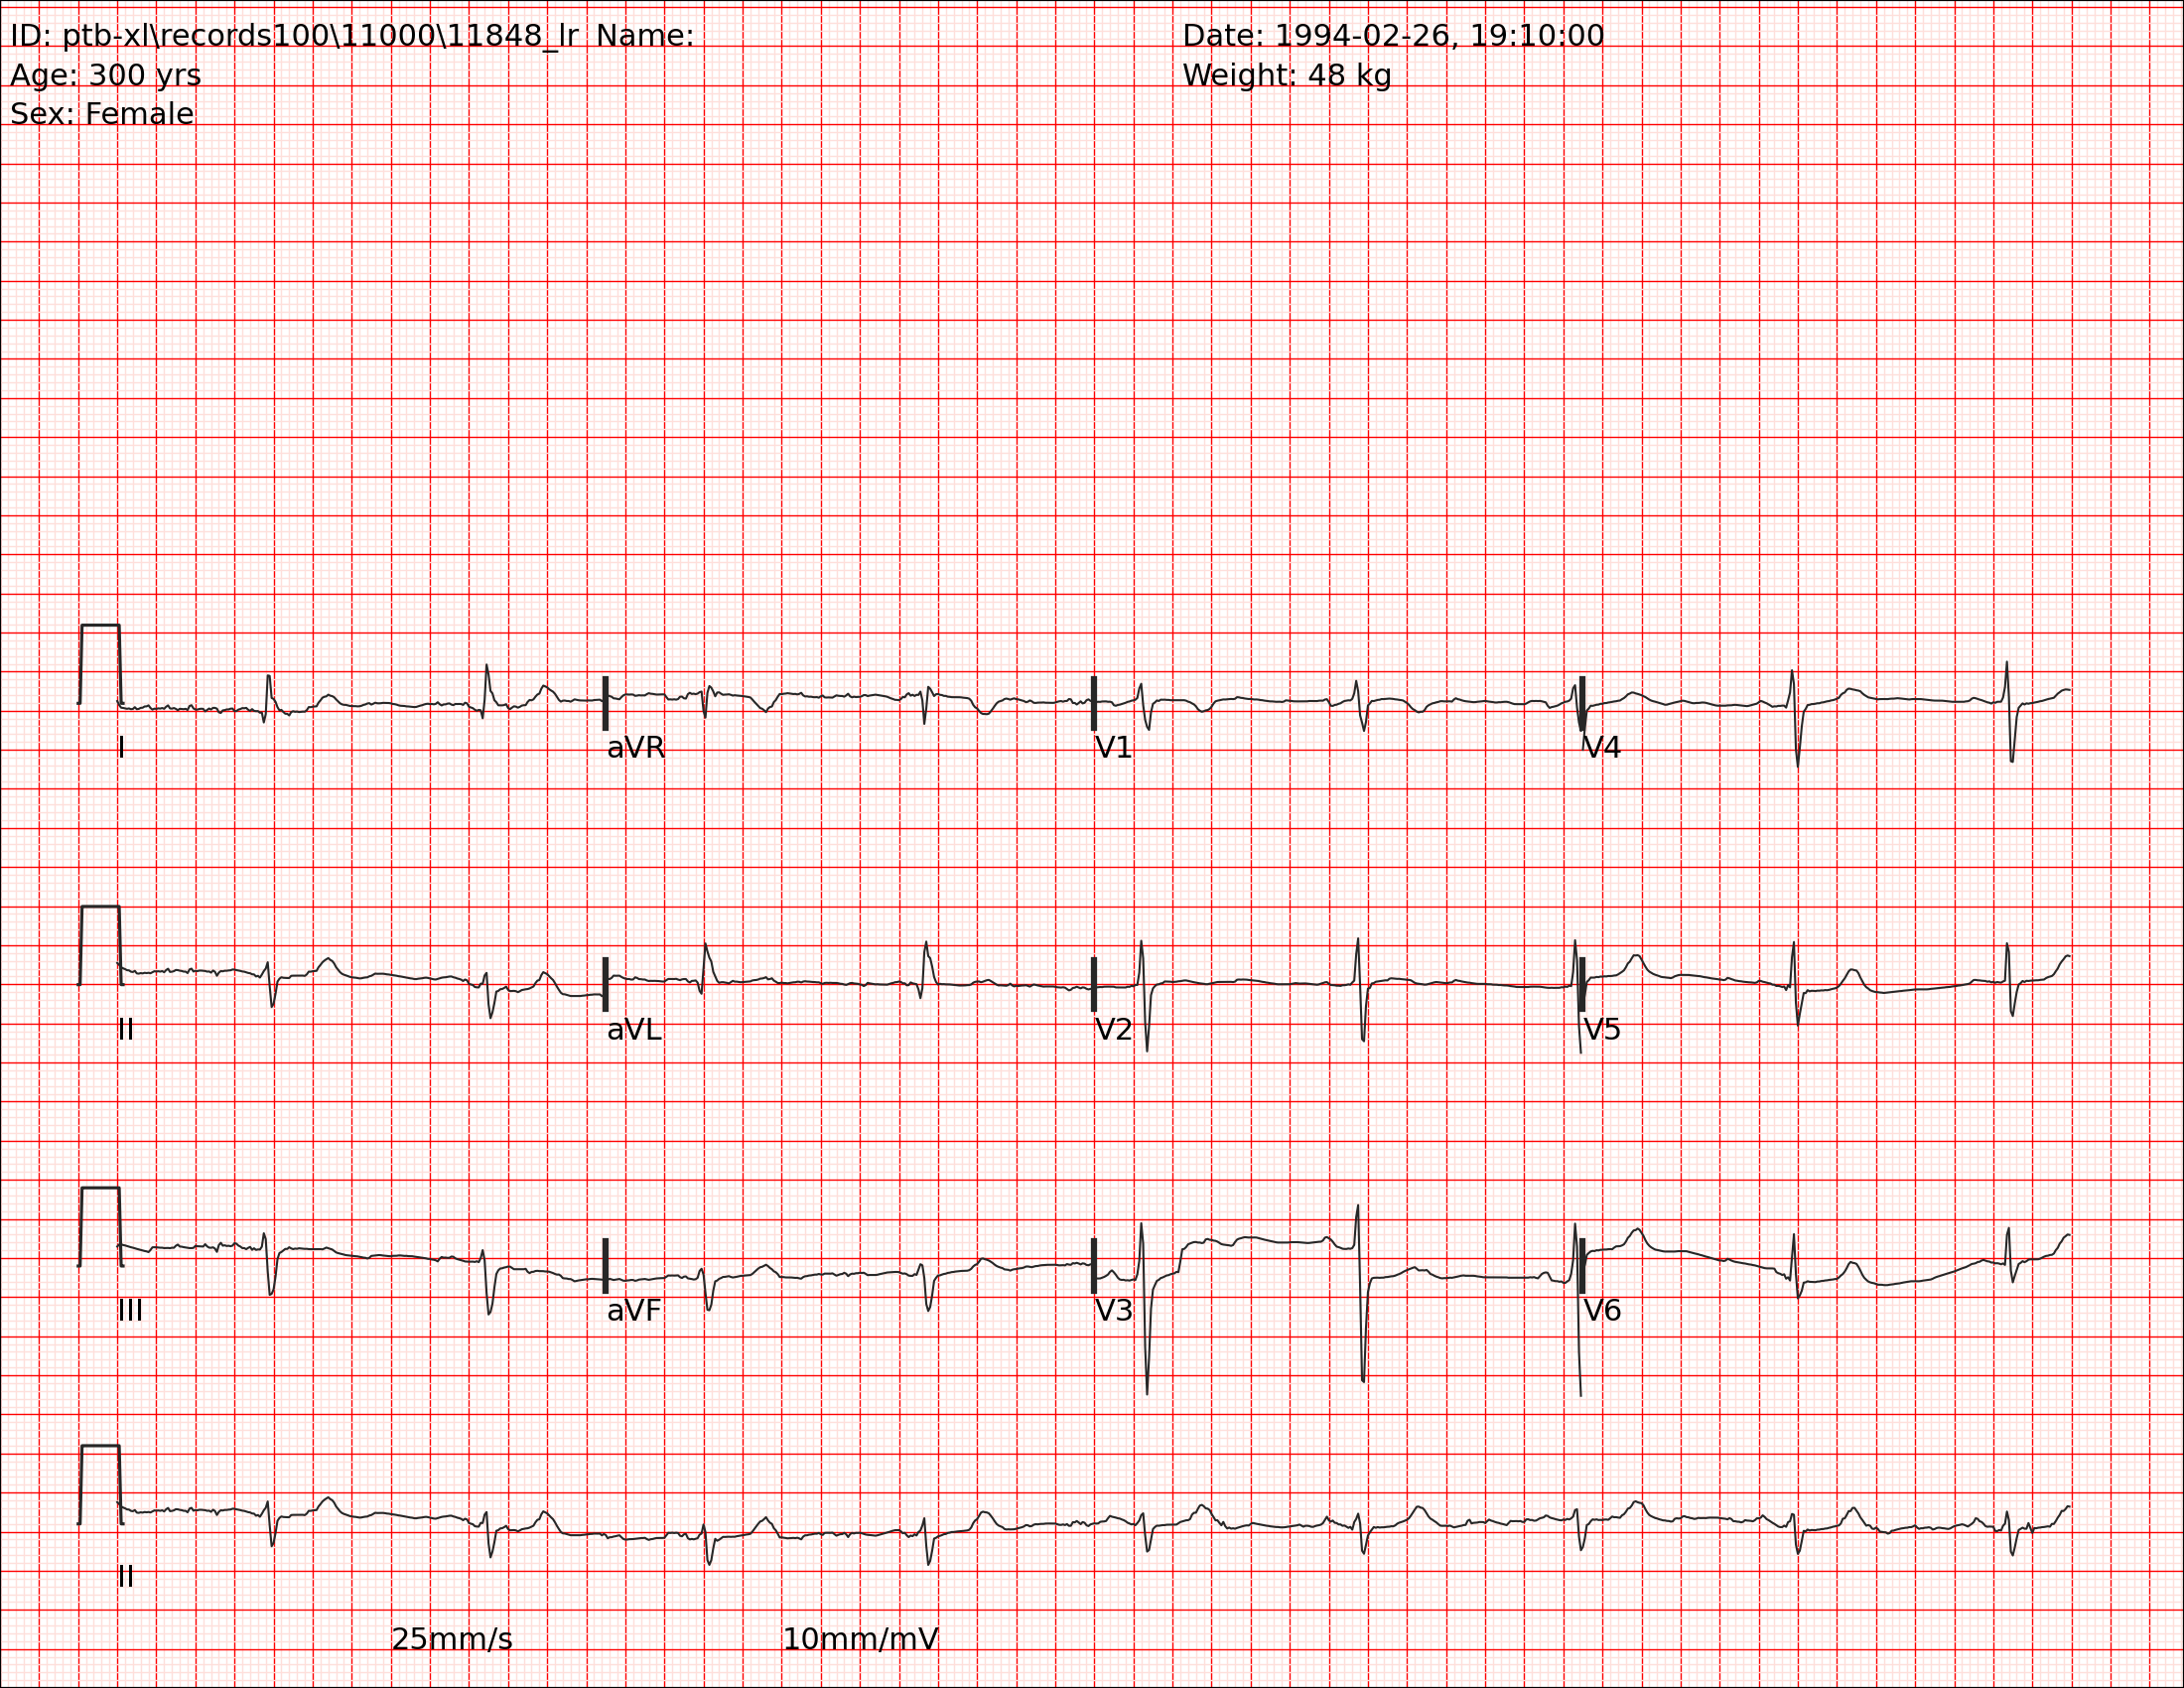 ID: ptb-xl\records100\11000\11848_lr Name:
Date: 1994-02-26, 19:10:00
Age: 300 yrs
Weight: 48 kg
Sex: Female
I
aVR
V1
V4
II
aVL
V2
V5
III
aVF
V3
V6
II
25mm/s
10mm/mV